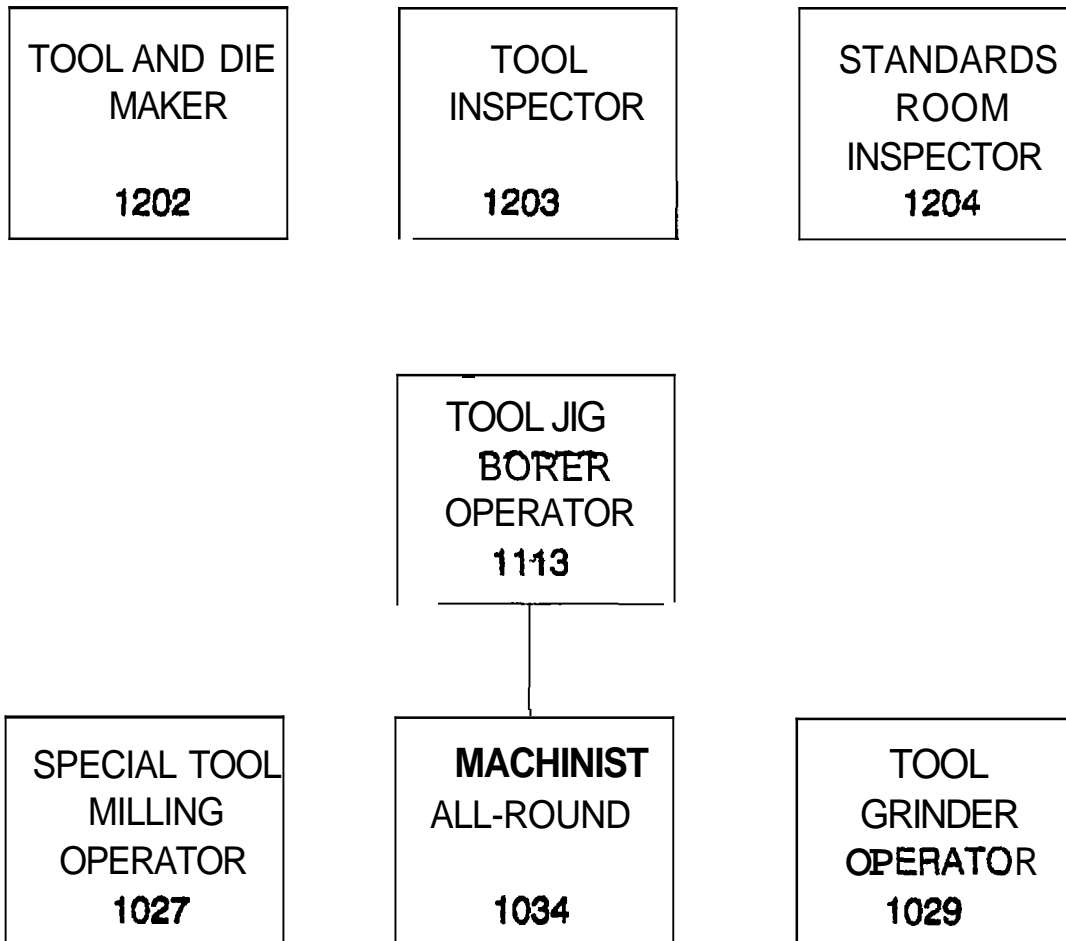 TOOL AND DIE
MAKER
1202
TOOL
INSPECTOR
1203
STANDARDS
ROOM
INSPECTOR
1204
TOOL JIG
BORER
OPERATOR
1113
SPECIAL TOOL
MILLING
OPERATOR
1027
MACHINIST
ALL-ROUND
1034
TOOL
GRINDER
OPERATOR
1029